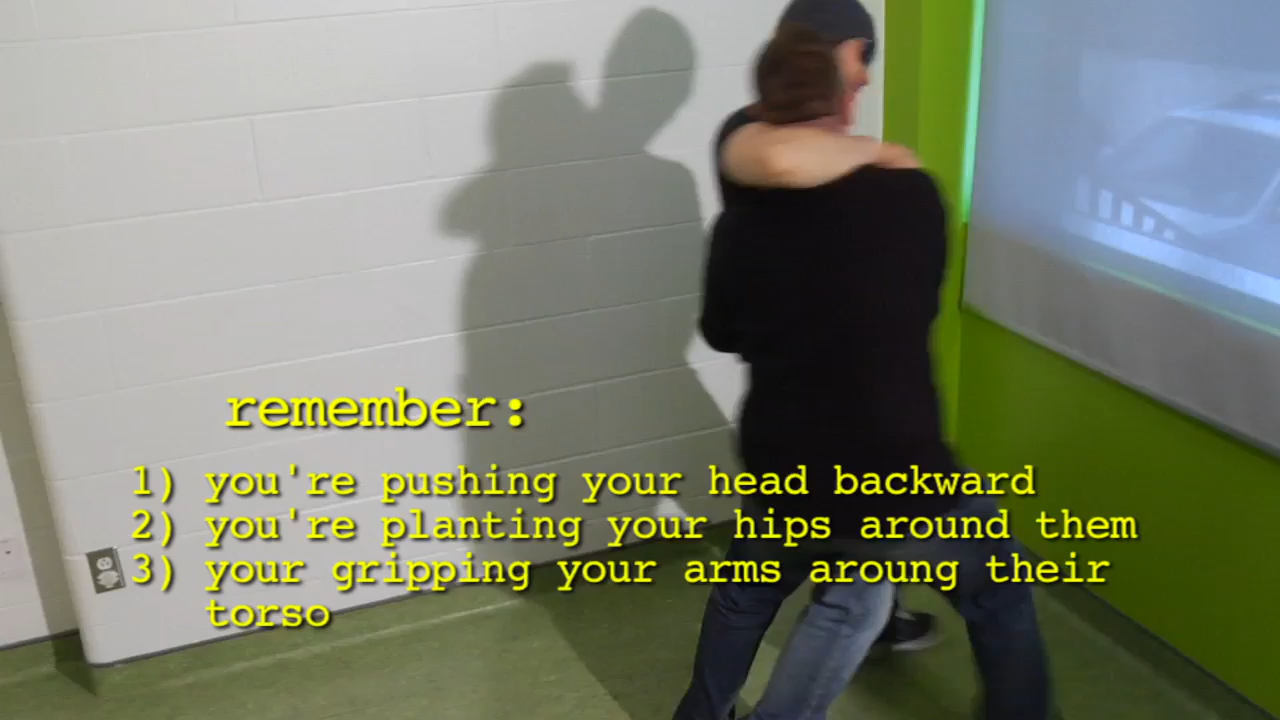 remember:
1) you're pushing your head backward
2) you're planting your hips around them
3) your gripping your arms aroung their
torso